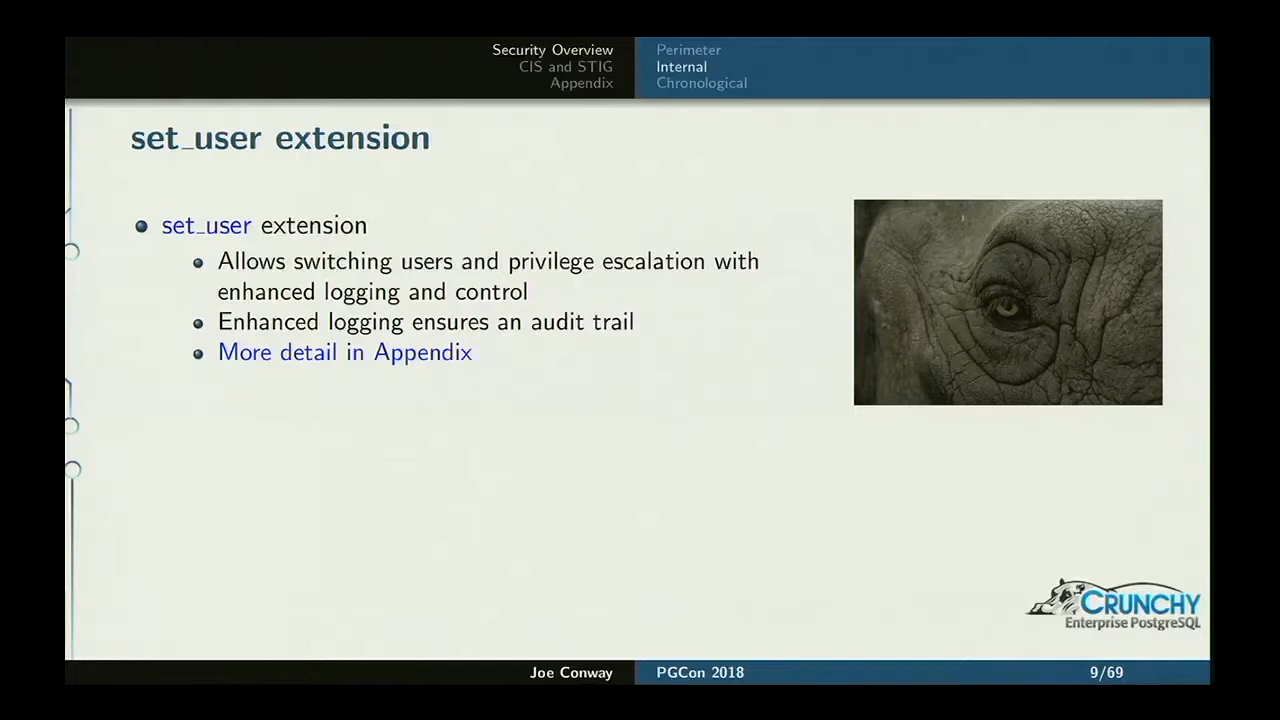 Security Overview
CIS and STIG
Appendix
Perimeter
Internal
Chronological
set_user extension
set_user extension
Allows switching users and privilege escalation with
enhanced logging and control
Enhanced logging ensures an audit trail
More detail in Appendix
CRUNCHY
Enterprise PostgreSQL
Joe Conway
PGCon 2018
9/69